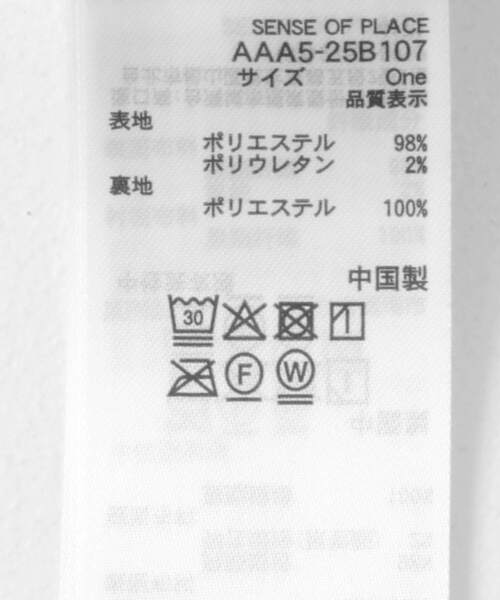 SENSE OF PLACE
AAA5-25B107
サイズ One
品質表示
表地
ポリエステル 98%
ポリウレタン 2%
裏地
ポリエステル 100%
中国製
30
F W